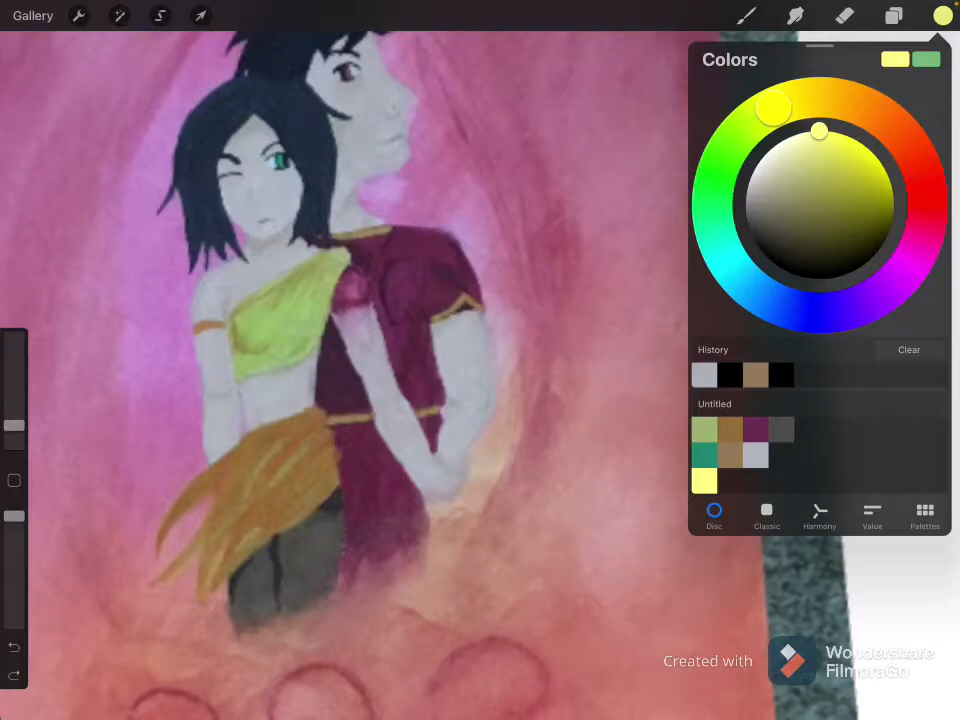 Gallery
Colors
History
Clear
Untitled
Disc
Classic
Harmony
Value
Palettes
Created with
Wondershare
FilmoraGo